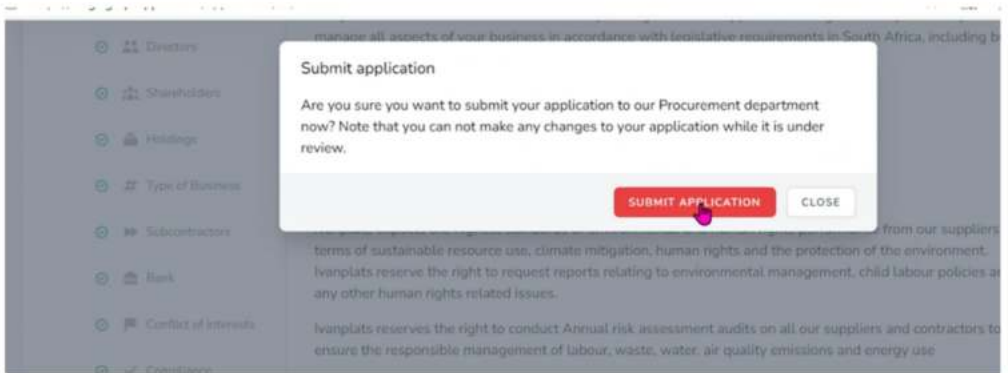 manage all aspects of your business in accordance with legislative requirements in South Africa, including b
Directors
Submit application
Shareholders
Are you sure you want to submit your application to our Procurement department
now? Note that you can not make any changes to your application while it is under
review.
Holdings
Type of Business
SUBMIT APPLICATION
CLOSE
Subcontractors
from our suppliers
terms of sustainable resource use, climate mitigation, human rights and the protection of the environment.
Ivanplats reserve the right to request reports relating to environmental management, child labour policies
Bank
any other human rights related issues.
Conflict of interests
Ivanplats reserves the right to conduct Annual risk assessment audits on all our suppliers and contractors to
ensure the responsible management of labour, waste, water, air quality emissions and energy use
Compliance